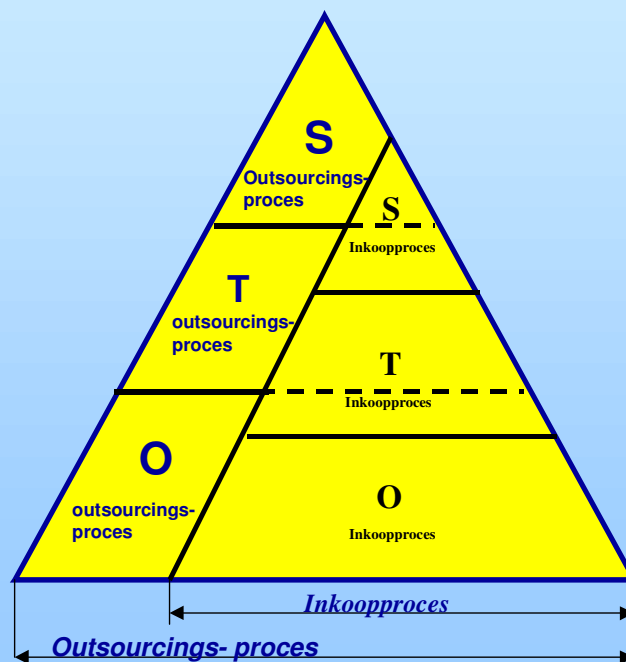 S
Outsourcings-
proces
S
Inkoopproces
T
outsourcings-
proces
T
Inkoopproces
O
outsourcings-
proces
O
Inkoopproces
Inkoopproces
Outsourcings- proces